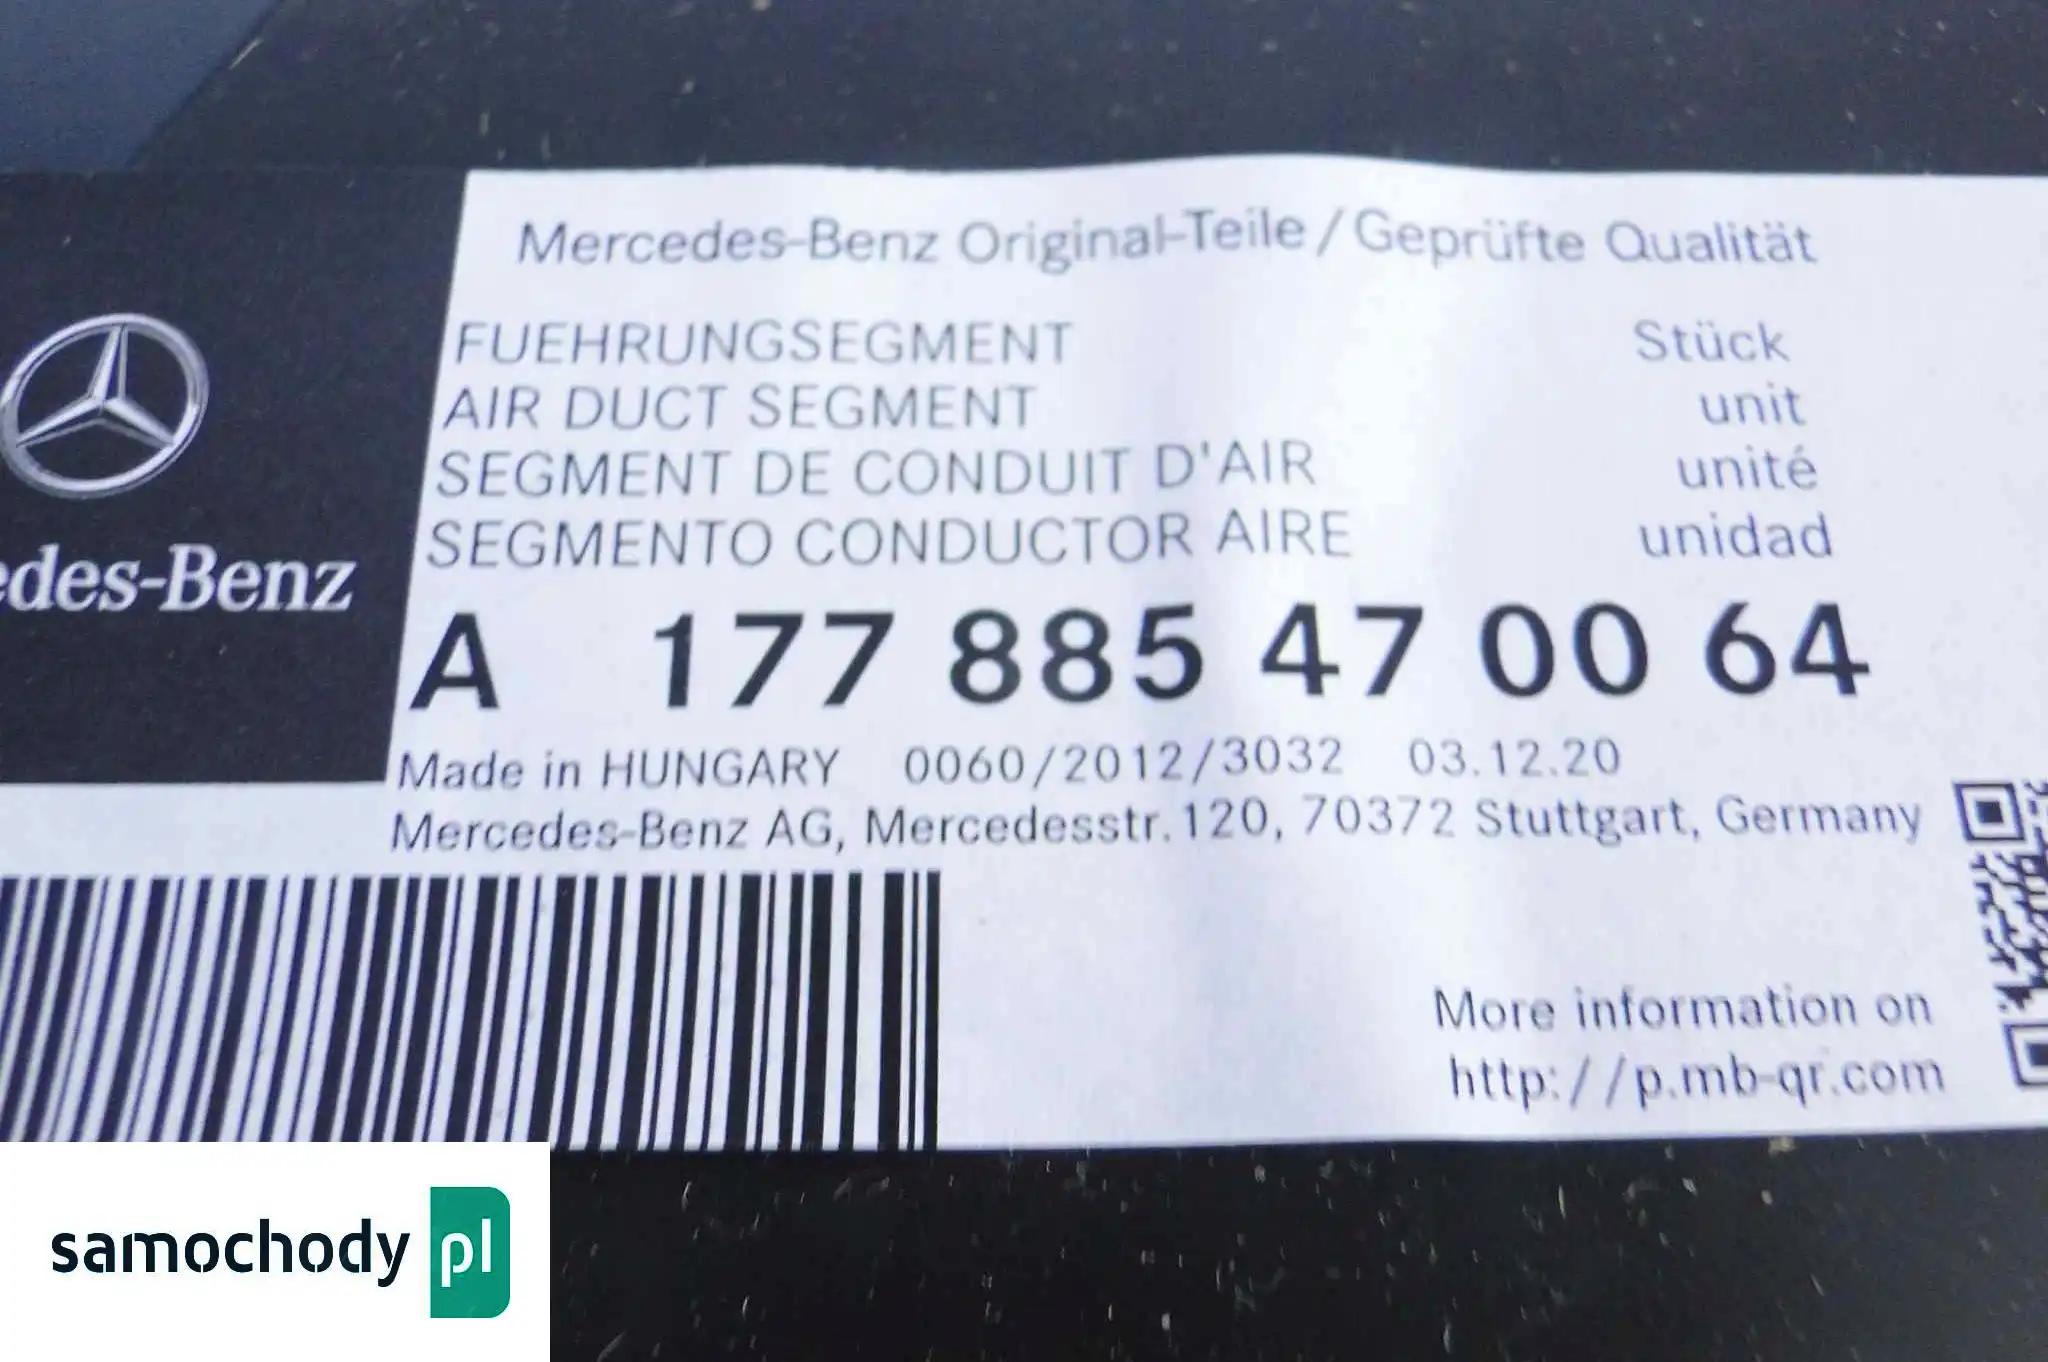 Mercedes-Benz Original-Teile/Geprüfte Qualität
FUEHRUNGSEGMENT Stück
AIR DUCT SEGMENT unit
SEGMENT DE CONDUIT D'AIR unité
SEGMENTO CONDUCTOR AIRE unidad
edes-Benz
A 177 885 47 00 64
Made in HUNGARY 0060/2012/3032 03.12.20
Mercedes-Benz AG, Mercedesstr.120, 70372 Stuttgart, Germany
More information on
http://p.mb-qr.com
samochody pl